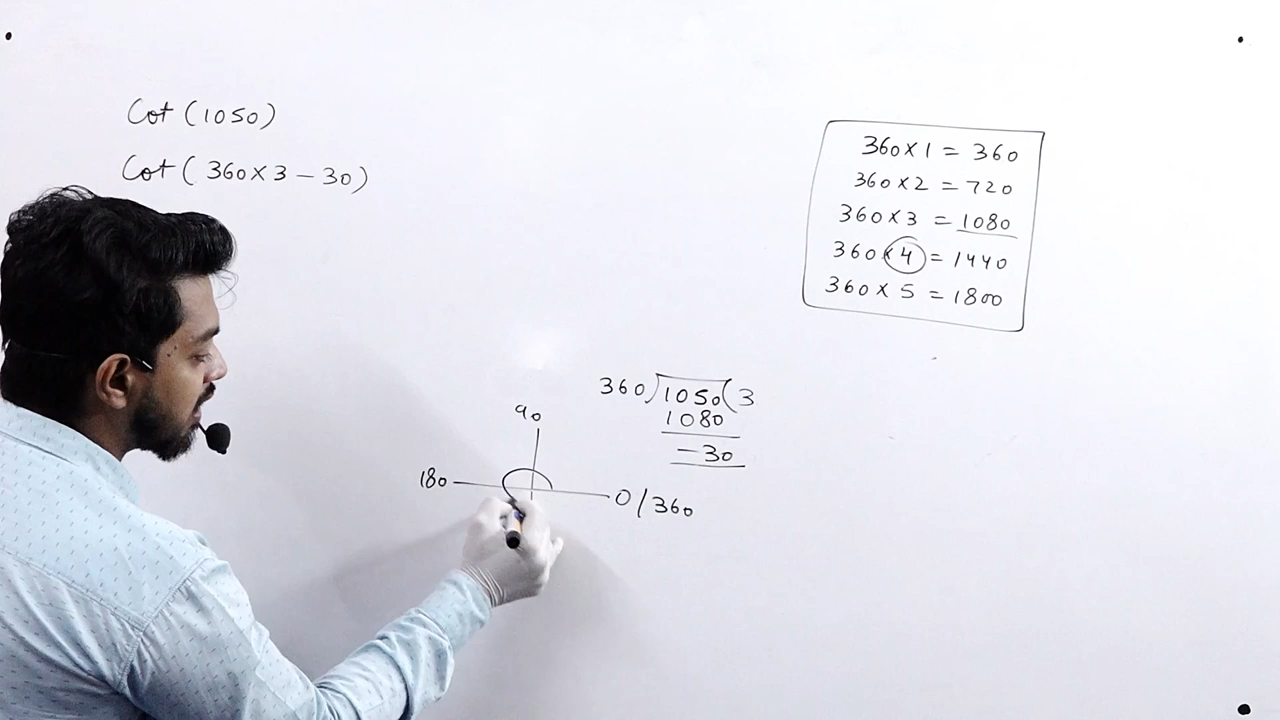 Cot (1050)
Cot ( 360 × 3 - 30 )
360 × 1 = 360
360 × 2 = 720
360 × 3 = 1080
360 × 4 = 1440
360 × 5 = 1800
360)1050(3
1080
-30
90
180
0/360